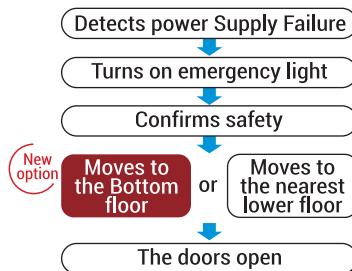 Detects power Supply Failure
Turns on emergency light
Confirms safety
New
option
Moves to
the Bottom
floor
or
Moves to
the nearest
lower floor
The doors open